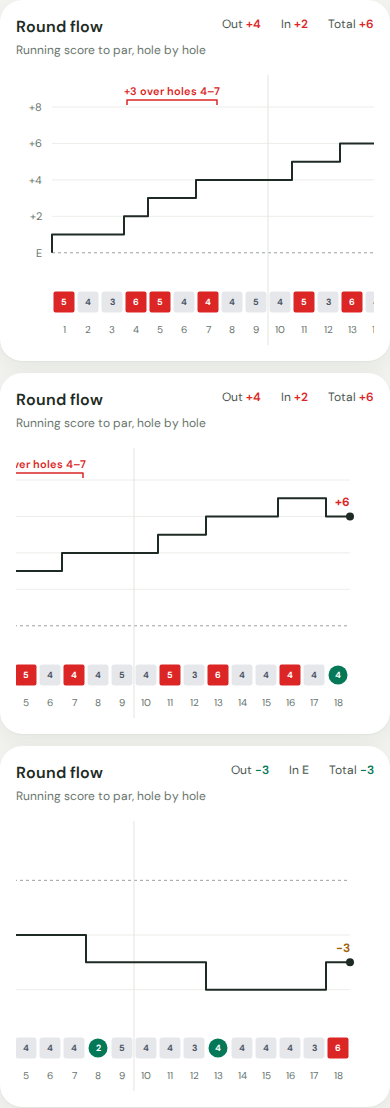 Round flow Out +4 In +2 Total +6
Running score to par, hole by hole
+3 over holes 4–7
+8
+6
+4
+2
E
5 4 3 6 5 4 4 4 5 4 5 3 6
1 2 3 4 5 6 7 8 9 10 11 12 13 1
Round flow Out +4 In +2 Total +6
Running score to par, hole by hole
ver holes 4–7
+6
5 4 4 4 5 4 5 3 6 4 4 4 4 4
5 6 7 8 9 10 11 12 13 14 15 16 17 18
Round flow Out −3 In E Total −3
Running score to par, hole by hole
−3
4 4 4 2 5 4 4 3 4 4 4 4 3 6
5 6 7 8 9 10 11 12 13 14 15 16 17 18